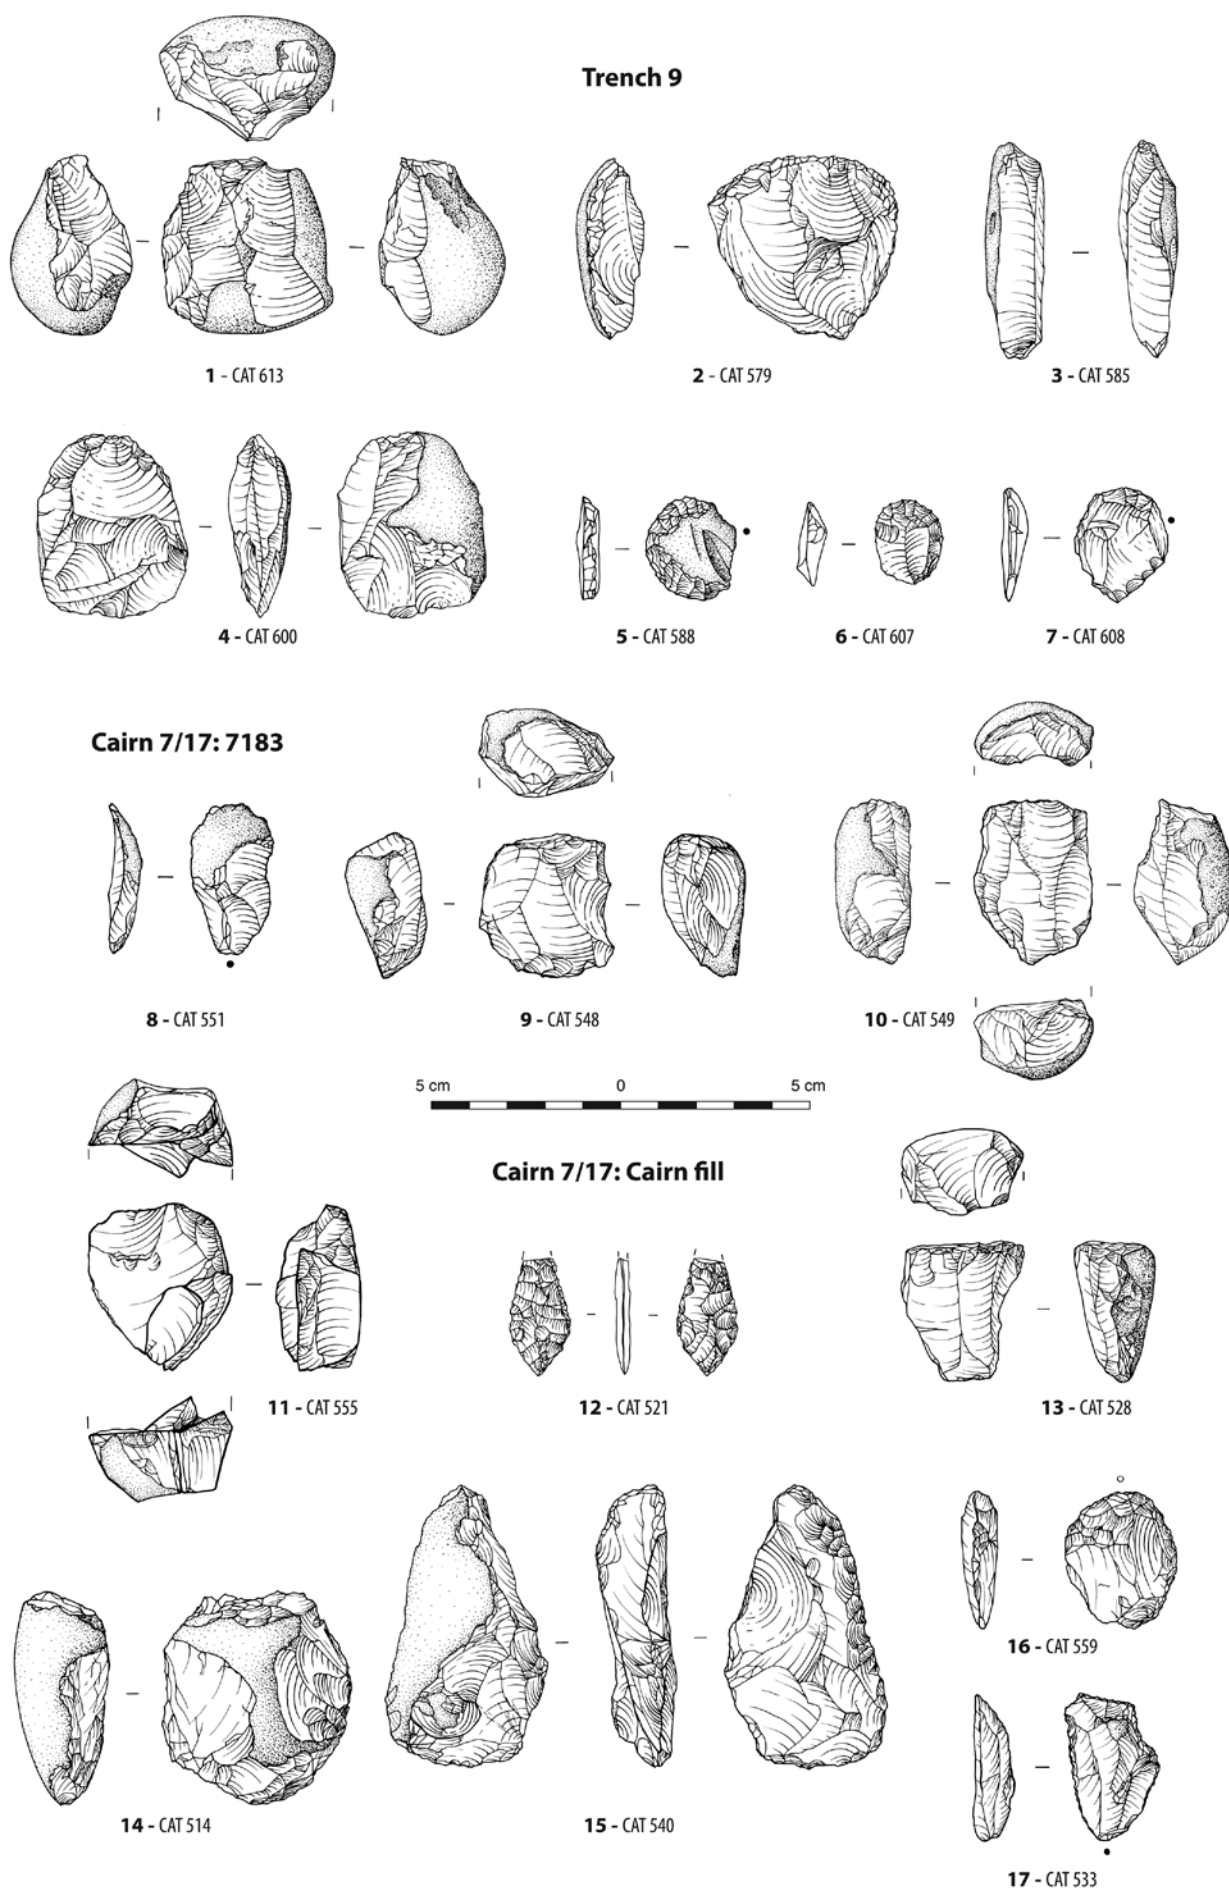 Trench 9
1 - CAT 613
2 - CAT 579
3 - CAT 585
4 - CAT 600
5 - CAT 588
6 - CAT 607
7 - CAT 608
Cairn 7/17: 7183
8 - CAT 551
9 - CAT 548
10 - CAT 549
5 cm 0 5 cm
Cairn 7/17: Cairn fill
11 - CAT 555
12 - CAT 521
13 - CAT 528
14 - CAT 514
15 - CAT 540
16 - CAT 559
17 - CAT 533